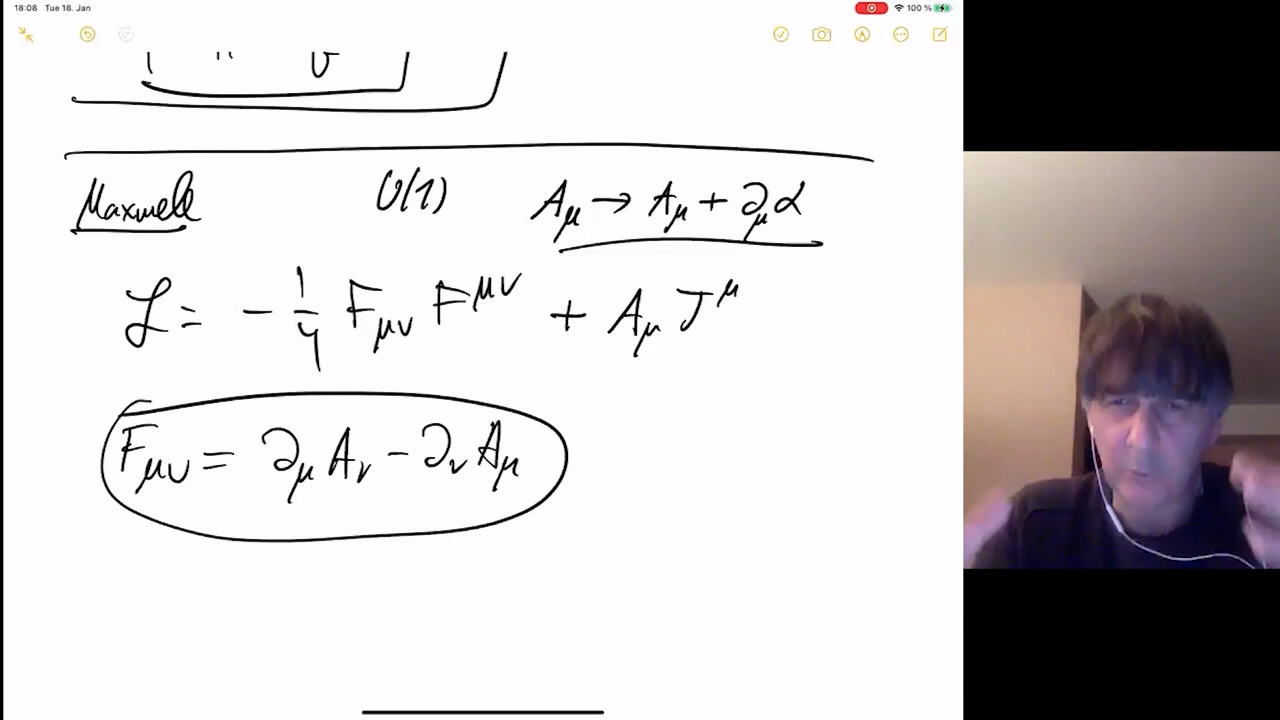 18:08 Tue 18. Jan 100 %
Maxwell U(1) A_μ → A_μ + ∂_μ α
ℒ = - 1/4 F_μν F^μν + A_μ J^μ
F_μν = ∂_μ A_ν - ∂_ν A_μ